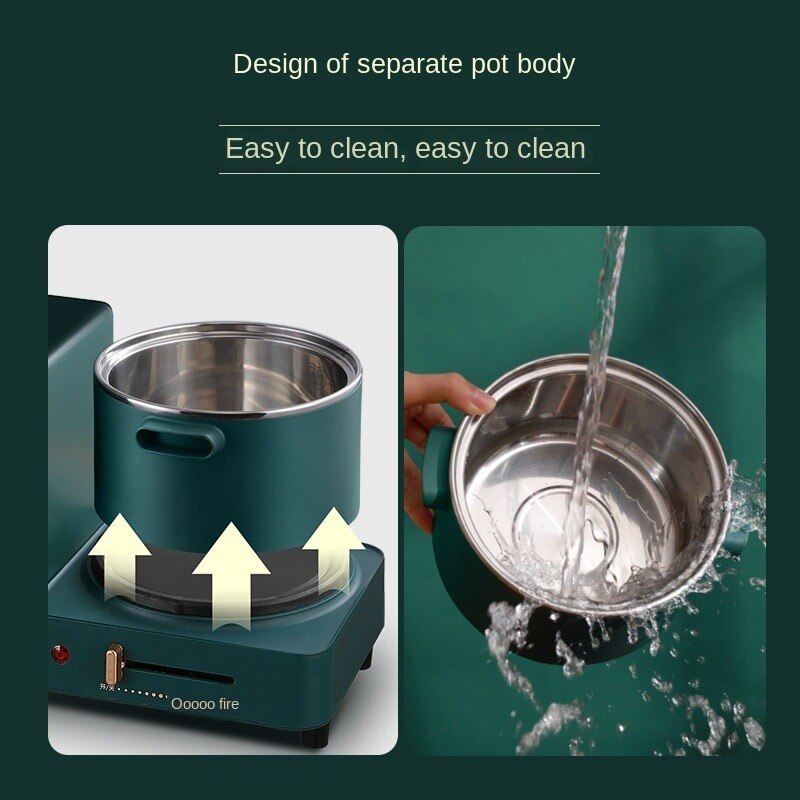 Design of separate pot body
Easy to clean, easy to clean
开/关
Ooooo fire